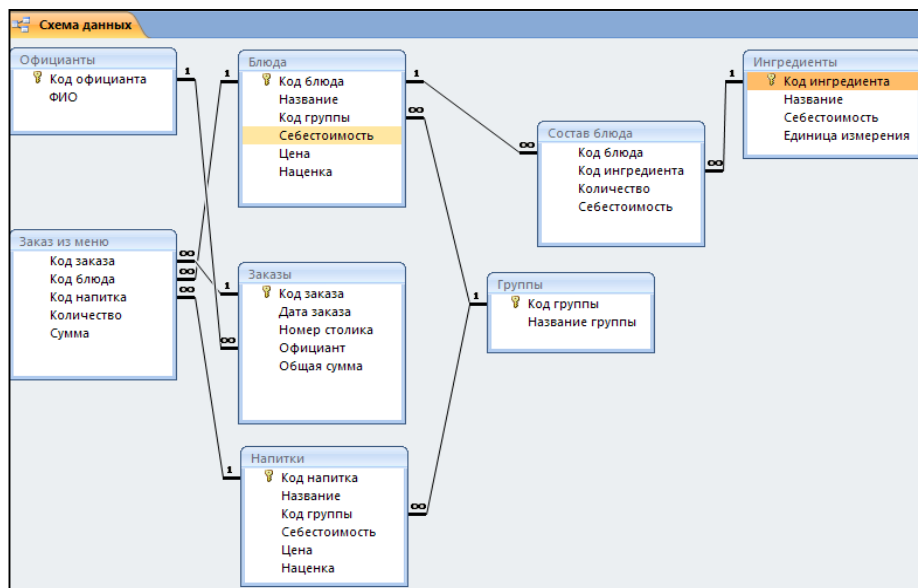 Схема данных
Официанты
Код официанта
ФИО
Блюда
Код блюда
Название
Код группы
Себестоимость
Цена
Наценка
Ингредиенты
Код ингредиента
Название
Себестоимость
Единица измерения
Состав блюда
Код блюда
Код ингредиента
Количество
Себестоимость
Заказ из меню
Код заказа
Код блюда
Код напитка
Количество
Сумма
Заказы
Код заказа
Дата заказа
Номер столика
Официант
Общая сумма
Группы
Код группы
Название группы
Напитки
Код напитка
Название
Код группы
Себестоимость
Цена
Наценка
1
1
1
1
1
1
1
∞
∞
∞
∞
∞
∞
∞
∞